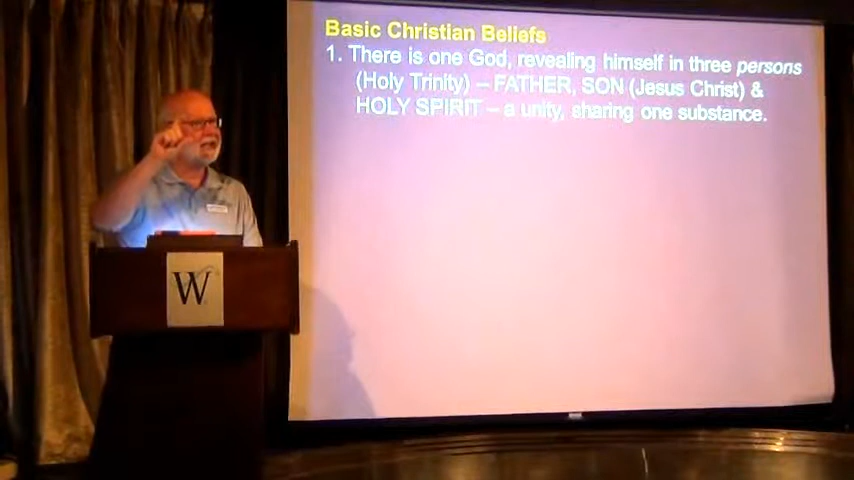 Basic Christian Beliefs
1. There is one God, revealing himself in three persons
(Holy Trinity) – FATHER, SON (Jesus Christ) &
HOLY SPIRIT – a unity, sharing one substance.
W